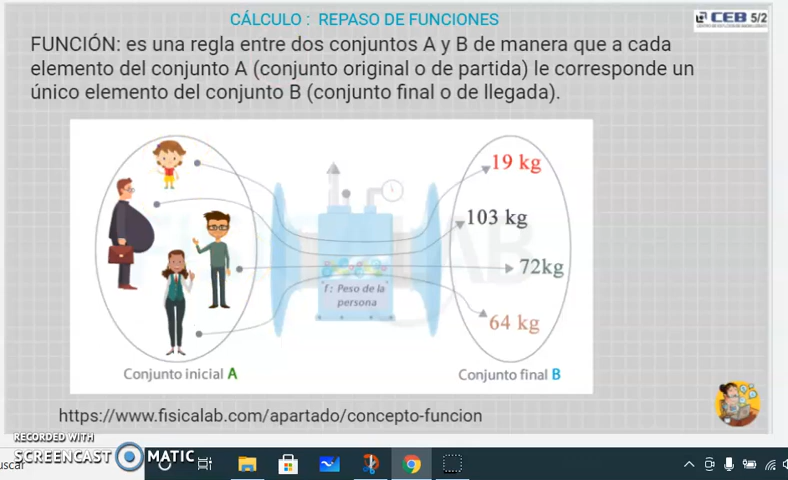 CÁLCULO : REPASO DE FUNCIONES
CEB 5/2
FUNCIÓN: es una regla entre dos conjuntos A y B de manera que a cada
elemento del conjunto A (conjunto original o de partida) le corresponde un
único elemento del conjunto B (conjunto final o de llegada).
19 kg
103 kg
72kg
f: Peso de la
persona
64 kg
Conjunto inicial A
Conjunto final B
https://www.fisicalab.com/apartado/concepto-funcion
RECORDED WITH
SCREENCAST MATIC
uscar